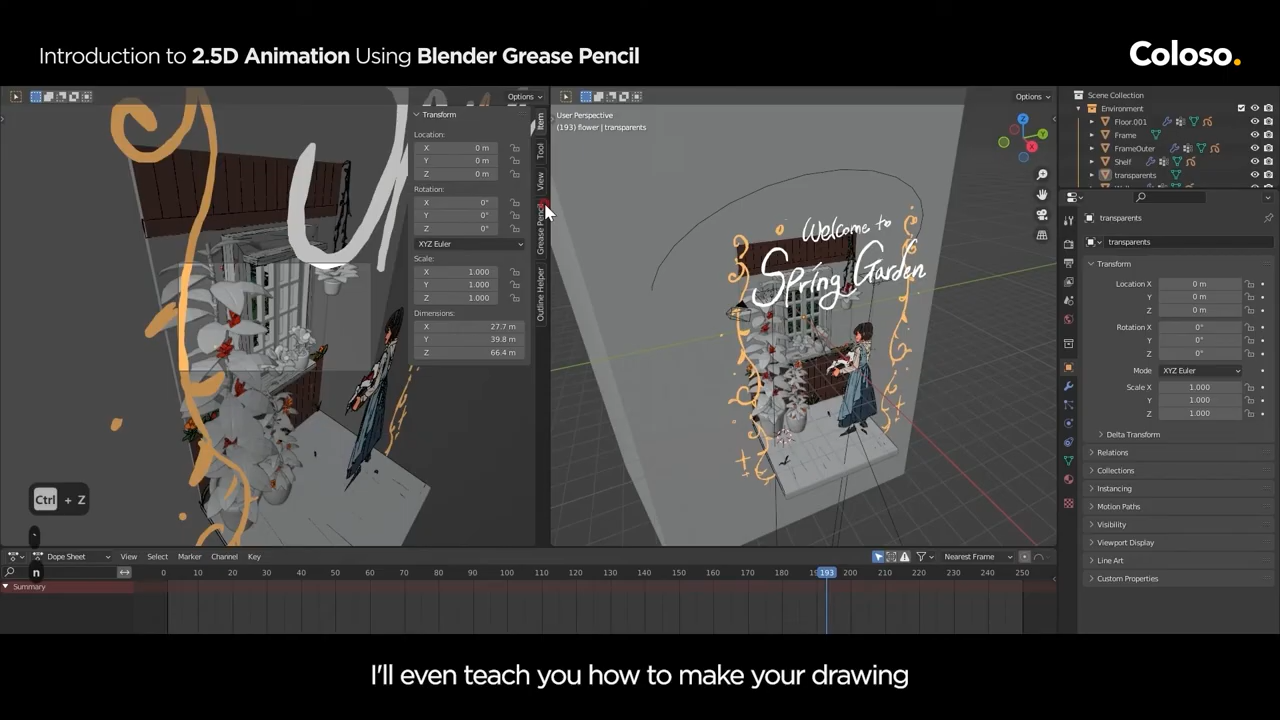 Introduction to 2.5D Animation Using Blender Grease Pencil
Coloso.
Options
Transform
Location:
X 0 m
Y 0 m
Z 0 m
Rotation:
X 0°
Y 0°
Z 0°
XYZ Euler
Scale:
X 1.000
Y 1.000
Z 1.000
Dimensions:
X 27.7 m
Y 39.8 m
Z 66.4 m
Item
Tool
View
Grease Pencil
Outline Helper
Ctrl + Z
n
Options
User Perspective
(193) flower | transparents
Z
Y
X
Welcome to
Spring Garden
Scene Collection
Environment
Floor.001
Frame
FrameOuter
Shelf
transparents
transparents
transparents
Transform
Location X 0 m
Y 0 m
Z 0 m
Rotation X 0°
Y 0°
Z 0°
Mode XYZ Euler
Scale X 1.000
Y 1.000
Z 1.000
Delta Transform
Relations
Collections
Instancing
Motion Paths
Visibility
Viewport Display
Line Art
Custom Properties
Dope Sheet View Select Marker Channel Key Nearest Frame
0 10 20 30 40 50 60 70 80 90 100 110 120 130 140 150 160 170 180 193 200 210 220 230 240 250
Summary
I'll even teach you how to make your drawing